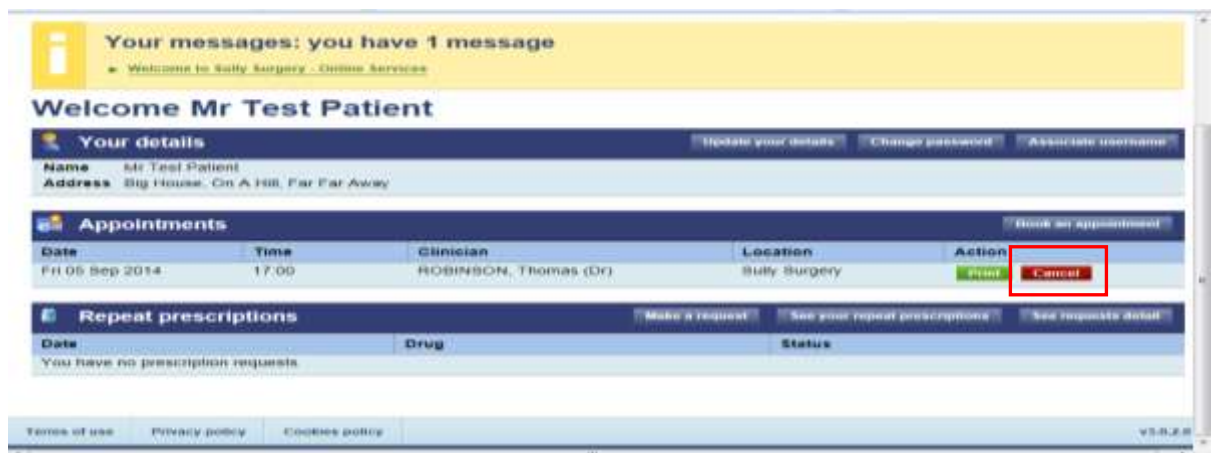 Your messages: you have 1 message
Welcome to Sully Surgery - Online Services
Welcome Mr Test Patient
Your details Update your details Change password Associate username
Name Mr Test Patient
Address Big House, On A Hill, Far Far Away
Appointments Book an appointment
Date Time Clinician Location Action
Fri 05 Sep 2014 17:00 ROBINSON, Thomas (Dr) Sully Surgery Print Cancel
Repeat prescriptions Make a request See your repeat prescriptions See requests detail
Date Drug Status
You have no prescription requests
Terms of use Privacy policy Cookies policy